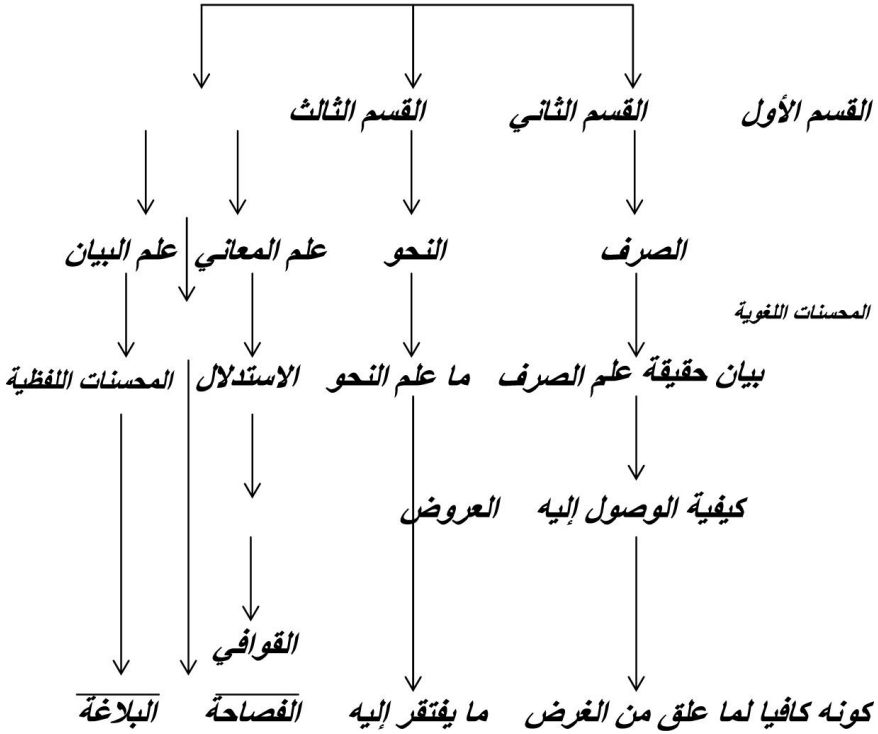 القسم الأول القسم الثاني القسم الثالث
الصرف النحو علم المعاني علم البيان
المحسنات اللغوية
بيان حقيقة علم الصرف ما علم النحو الاستدلال المحسنات اللفظية
كيفية الوصول إليه العروض
القوافي
كونه كافيا لما علق من الغرض ما يفتقر إليه الفصاحة البلاغة